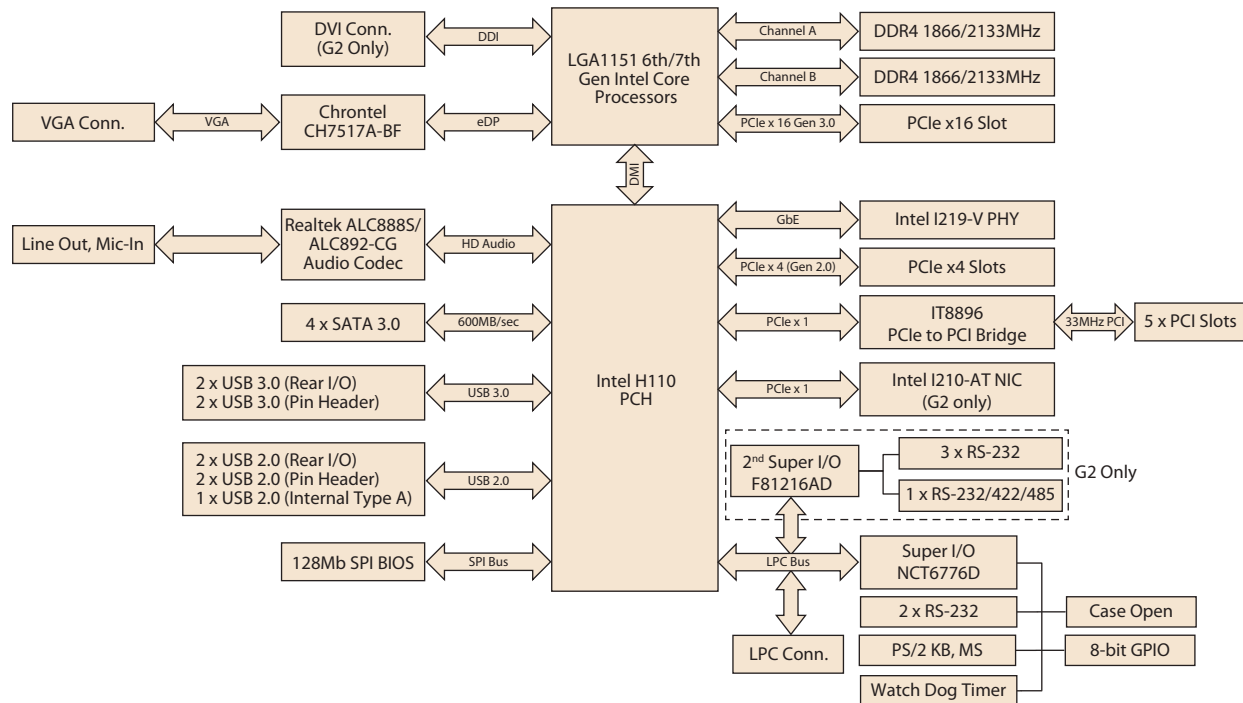 DVI Conn.
(G2 Only)
DDI
LGA1151 6th/7th
Gen Intel Core
Processors
Channel A
DDR4 1866/2133MHz
Channel B
DDR4 1866/2133MHz
VGA Conn.
VGA
Chrontel
CH7517A-BF
eDP
PCIe x 16 Gen 3.0
PCIe x16 Slot
DMI
Line Out, Mic-In
Realtek ALC888S/
ALC892-CG
Audio Codec
HD Audio
Intel H110
PCH
GbE
Intel I219-V PHY
PCIe x 4 (Gen 2.0)
PCIe x4 Slots
4 x SATA 3.0
600MB/sec
PCIe x 1
IT8896
PCIe to PCI Bridge
33MHz PCI
5 x PCI Slots
2 x USB 3.0 (Rear I/O)
2 x USB 3.0 (Pin Header)
USB 3.0
PCIe x 1
Intel I210-AT NIC
(G2 only)
2 x USB 2.0 (Rear I/O)
2 x USB 2.0 (Pin Header)
1 x USB 2.0 (Internal Type A)
USB 2.0
2nd Super I/O
F81216AD
3 x RS-232
1 x RS-232/422/485
G2 Only
128Mb SPI BIOS
SPI Bus
LPC Bus
Super I/O
NCT6776D
2 x RS-232
Case Open
LPC Conn.
PS/2 KB, MS
8-bit GPIO
Watch Dog Timer